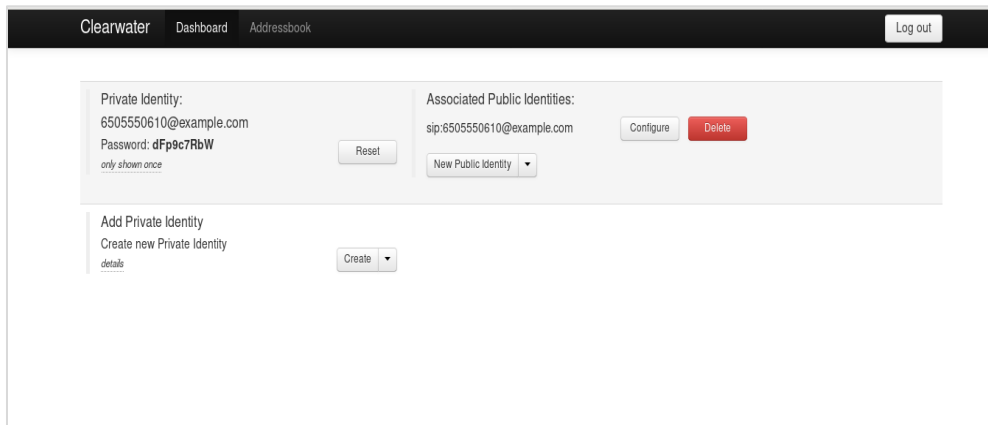 Clearwater Dashboard Addressbook Log out
Private Identity:
6505550610@example.com
Password: dFp9c7RbW
only shown once
Reset
Associated Public Identities:
sip:6505550610@example.com Configure Delete
New Public Identity
Add Private Identity
Create new Private Identity
details
Create